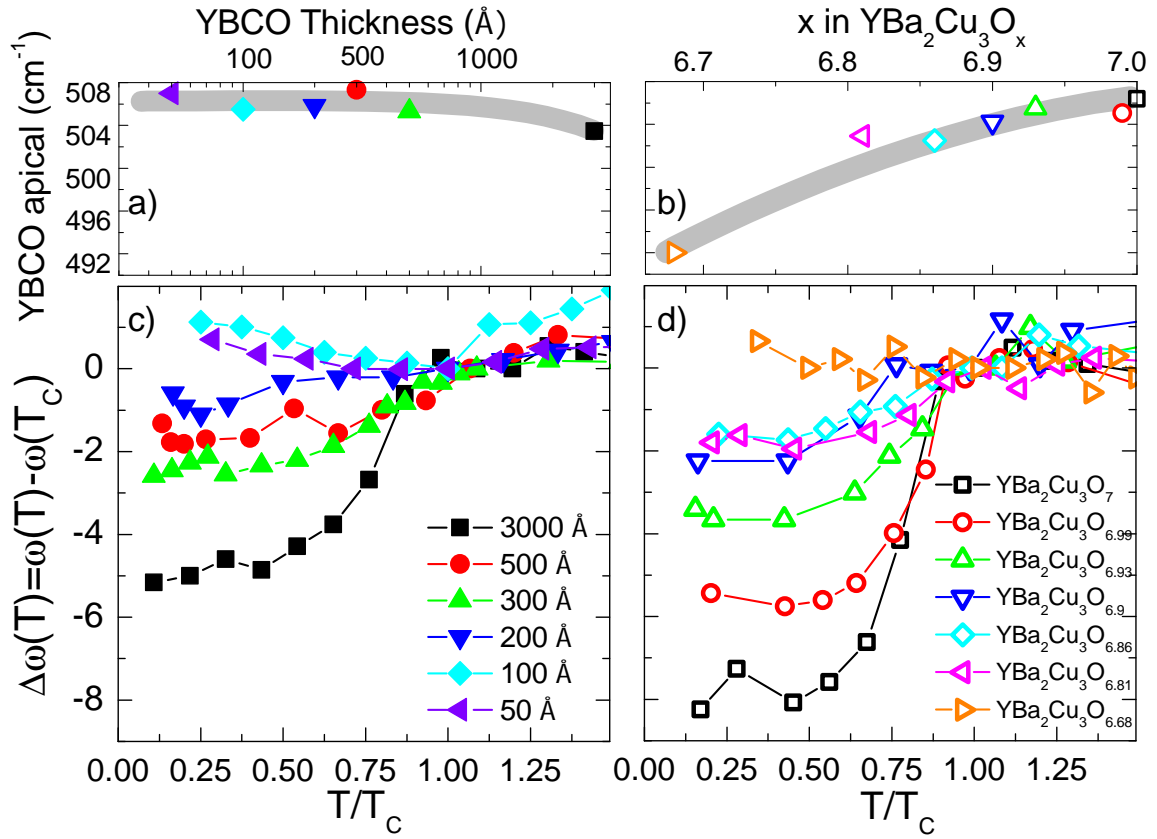 YBCO Thickness (Å)
100 500 1000
x in YBa₂Cu₃Oₓ
6.7 6.8 6.9 7.0
YBCO apical (cm⁻¹)
508
504
500
496
492
a)
b)
c)
d)
Δω(T)=ω(T)-ω(T_C)
0
-2
-4
-6
-8
3000 Å
500 Å
300 Å
200 Å
100 Å
50 Å
YBa₂Cu₃O₇
YBa₂Cu₃O₆.₉₉
YBa₂Cu₃O₆.₉₃
YBa₂Cu₃O₆.₉
YBa₂Cu₃O₆.₈₆
YBa₂Cu₃O₆.₈₁
YBa₂Cu₃O₆.₆₈
0.00 0.25 0.50 0.75 1.00 1.25
0.00 0.25 0.50 0.75 1.00 1.25
T/T_C
T/T_C